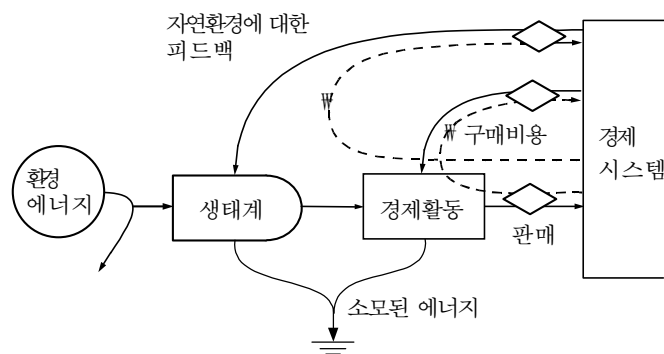 자연환경에 대한
피드백
₩
₩ 구매비용
경제
시스템
환경
에너지
생태계
경제활동
판매
소모된 에너지